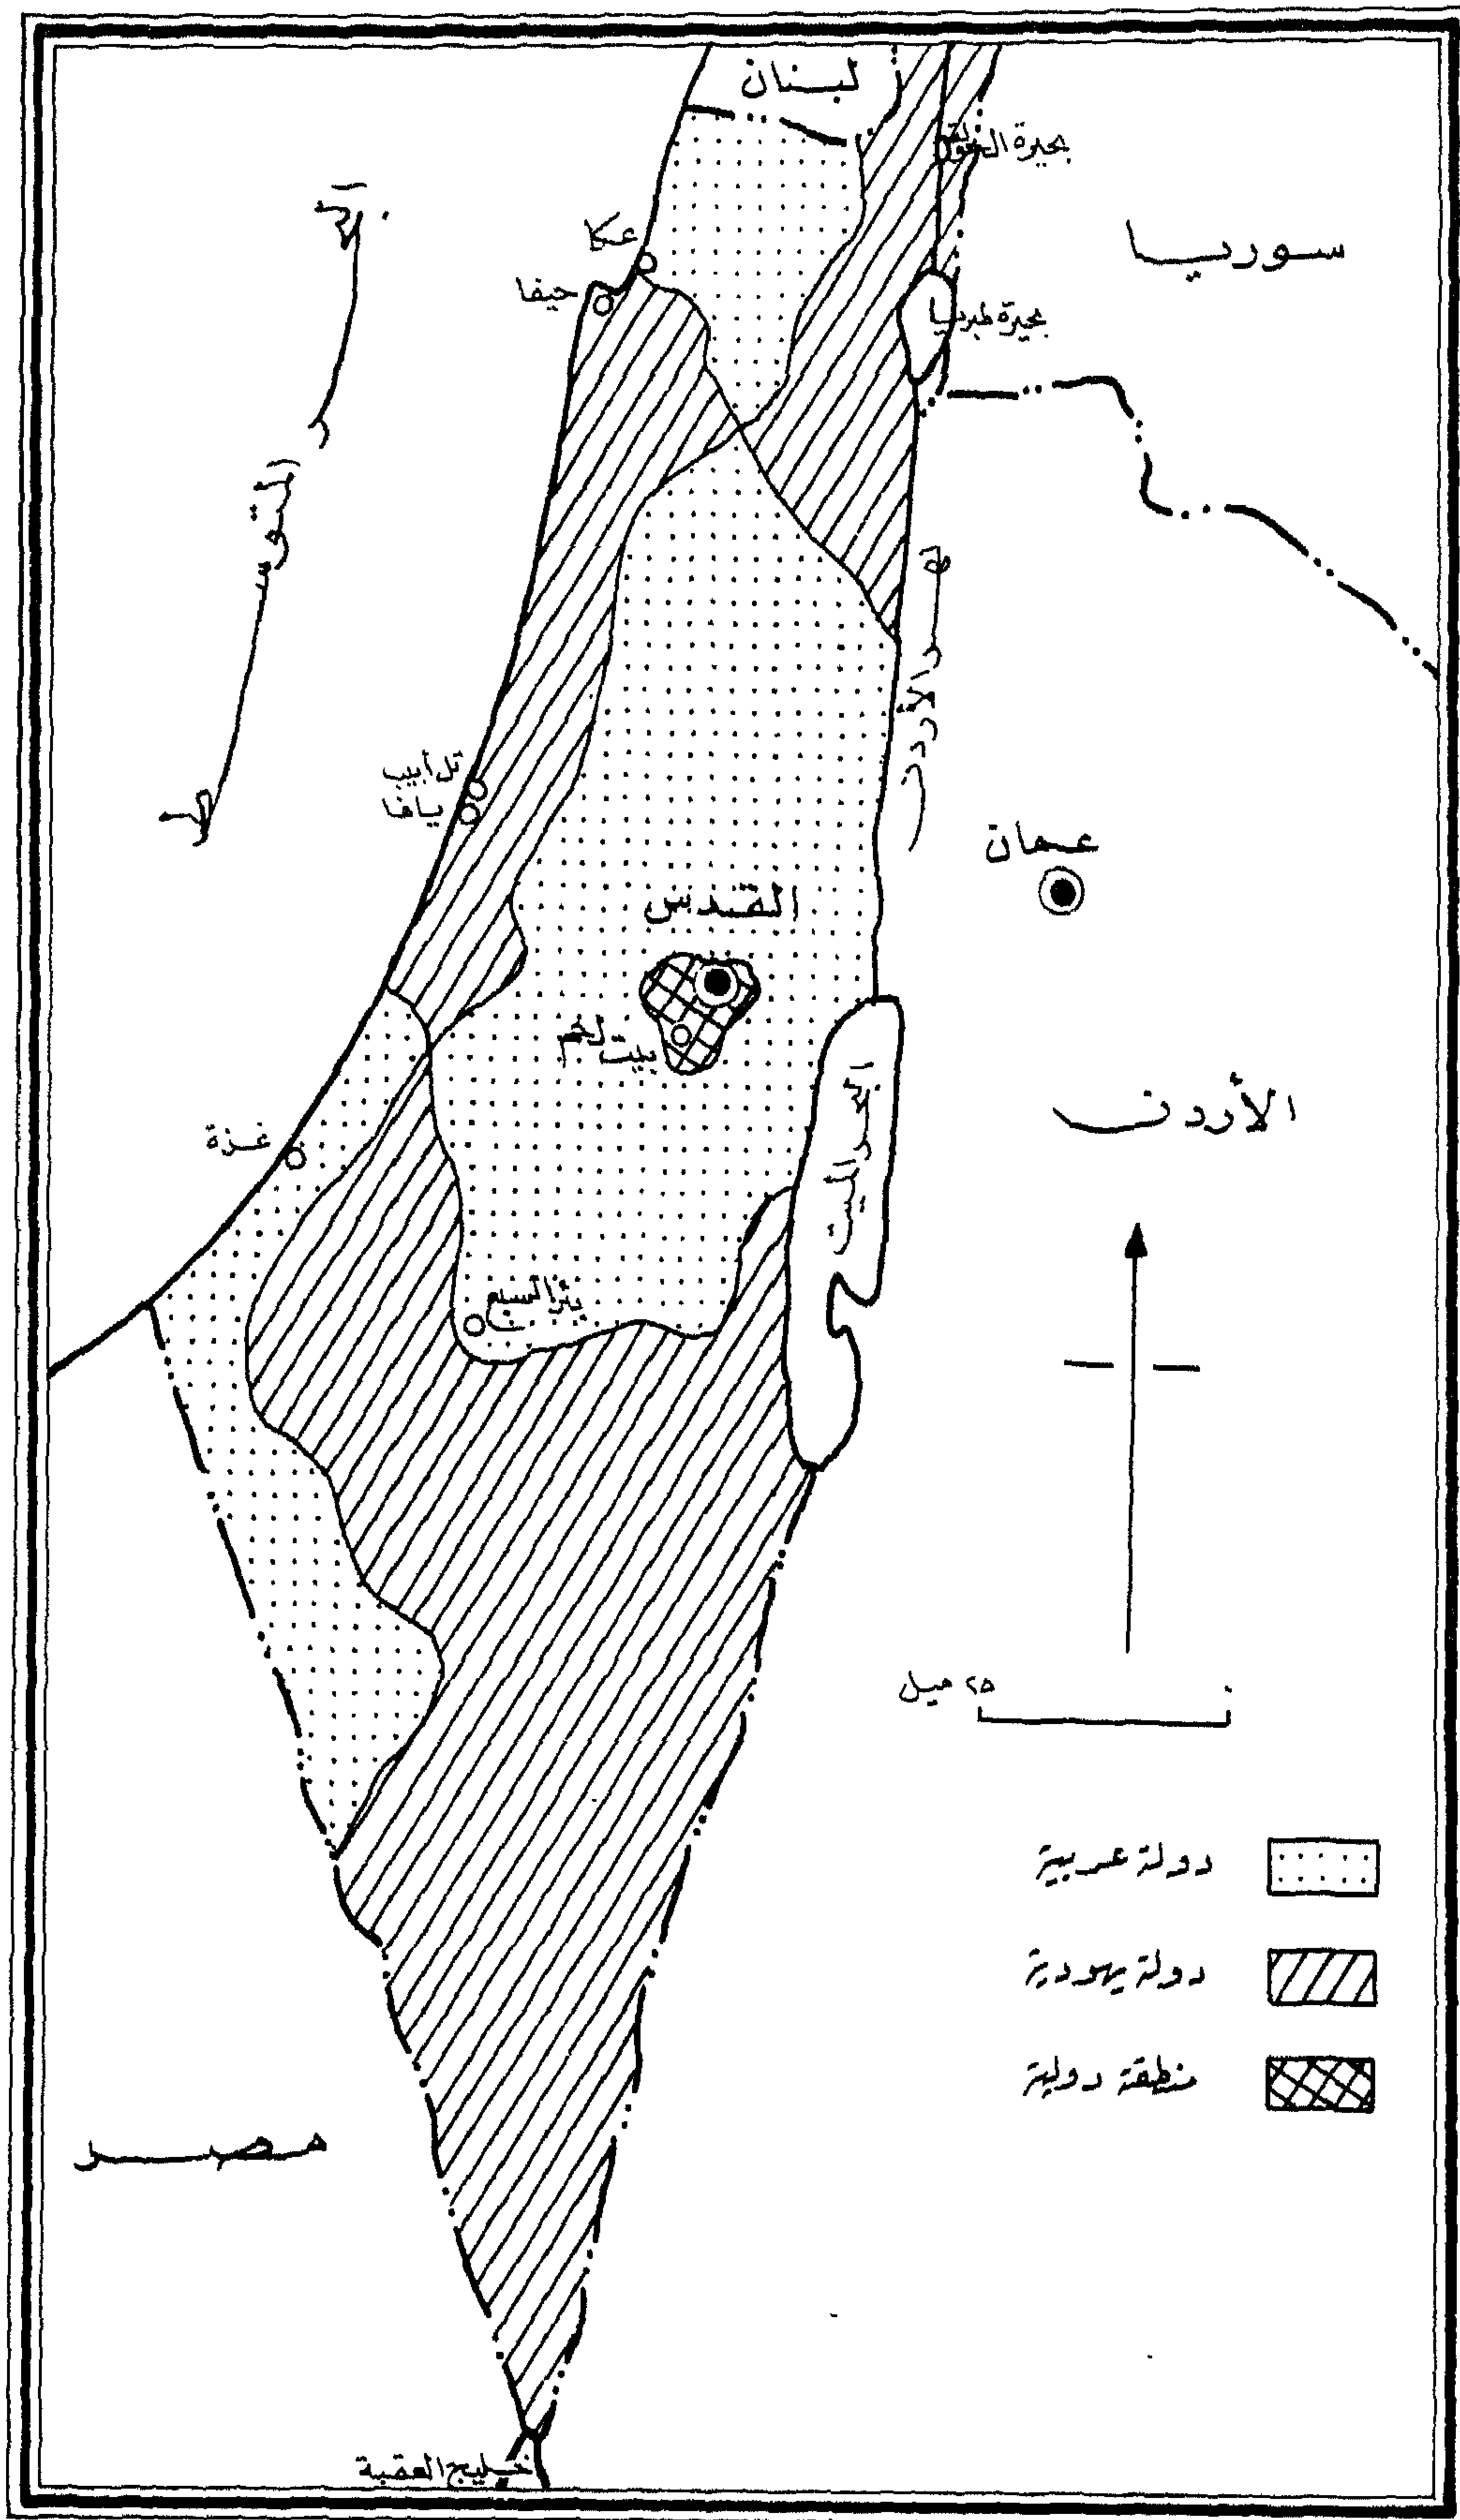 لبنان
بحيرة الحولة
سوريا
عكا
حيفا
بحيرة طبريا
البحر المتوسط
نهر الأردن
تل أبيب
يافا
عمان
القدس
بيت لحم
البحر الميت
الأردن
غزة
بئر السبع
٢٥ ميل
دولة عربية
دولة يهودية
منطقة دولية
مصر
خليج العقبة